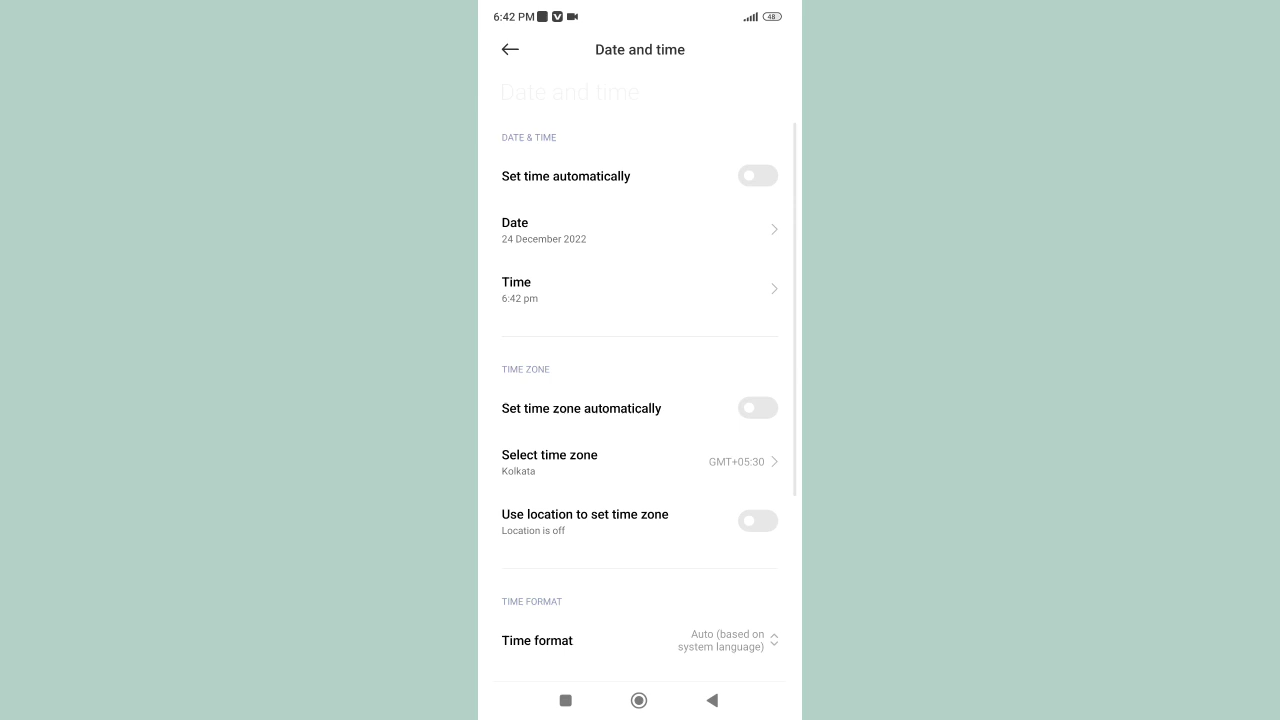 6:42 PM
48
Date and time
Date and time
DATE & TIME
Set time automatically
Date
24 December 2022
Time
6:42 pm
TIME ZONE
Set time zone automatically
Select time zone
GMT+05:30
Kolkata
Use location to set time zone
Location is off
TIME FORMAT
Time format
Auto (based on
system language)